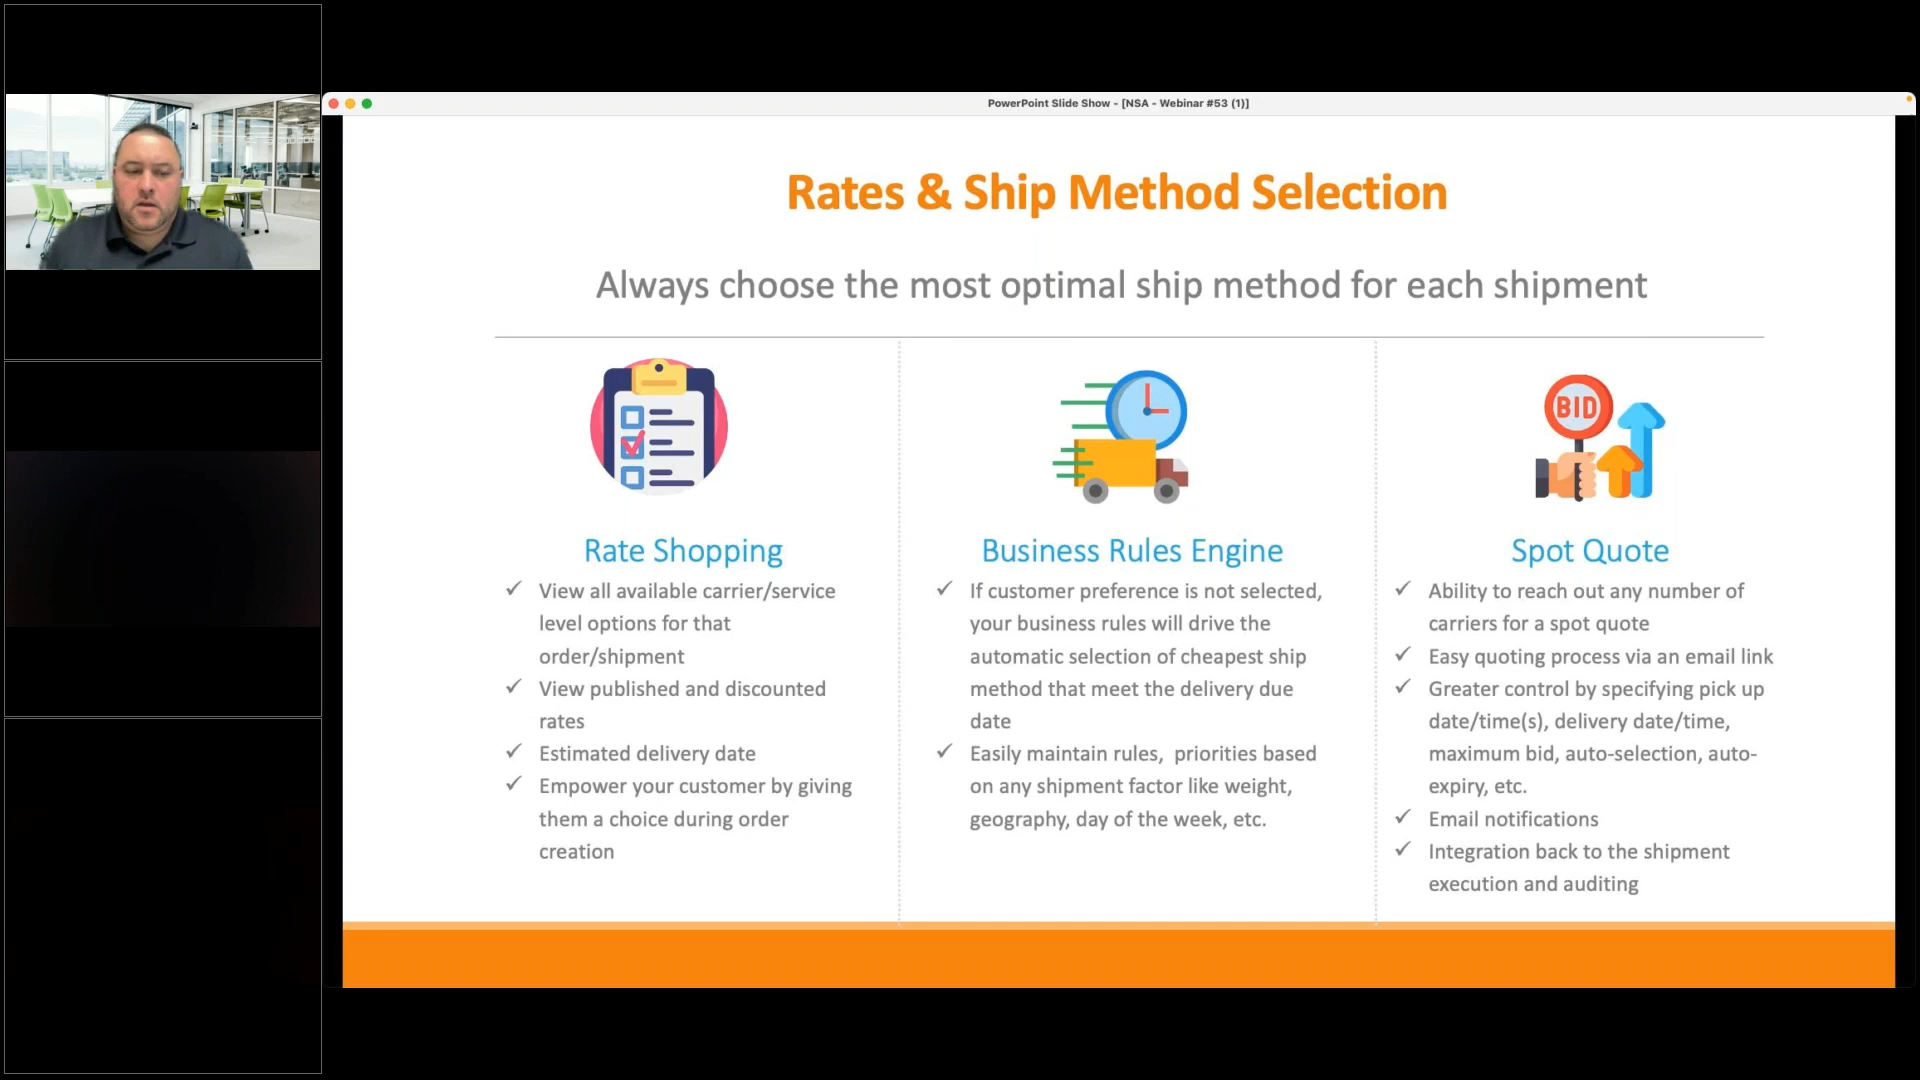 PowerPoint Slide Show - [NSA - Webinar #53 (1)]
Rates & Ship Method Selection
Always choose the most optimal ship method for each shipment
BID
Rate Shopping
✓ View all available carrier/service
level options for that
order/shipment
✓ View published and discounted
rates
✓ Estimated delivery date
✓ Empower your customer by giving
them a choice during order
creation
Business Rules Engine
✓ If customer preference is not selected,
your business rules will drive the
automatic selection of cheapest ship
method that meet the delivery due
date
✓ Easily maintain rules, priorities based
on any shipment factor like weight,
geography, day of the week, etc.
Spot Quote
✓ Ability to reach out any number of
carriers for a spot quote
✓ Easy quoting process via an email link
✓ Greater control by specifying pick up
date/time(s), delivery date/time,
maximum bid, auto-selection, auto-
expiry, etc.
✓ Email notifications
✓ Integration back to the shipment
execution and auditing